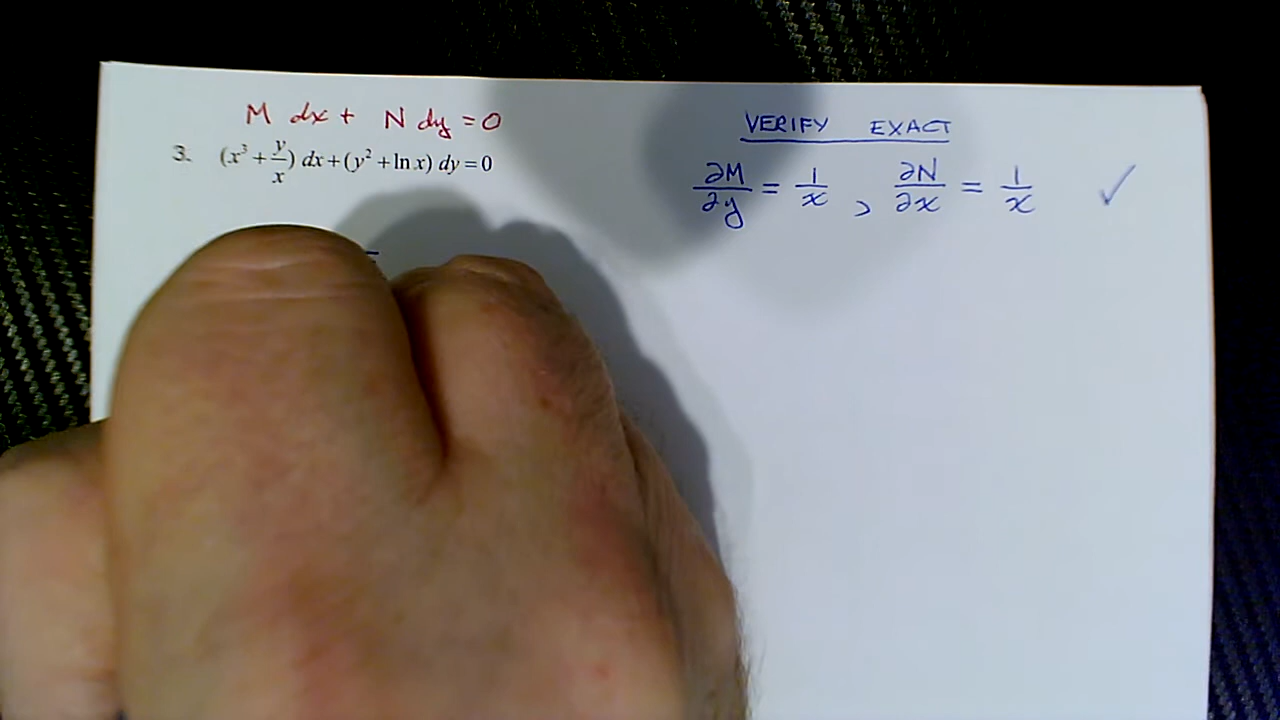 M dx + N dy = 0
3. (x³ + y/x) dx + (y² + ln x) dy = 0
VERIFY EXACT
∂M/∂y = 1/x , ∂N/∂x = 1/x ✓